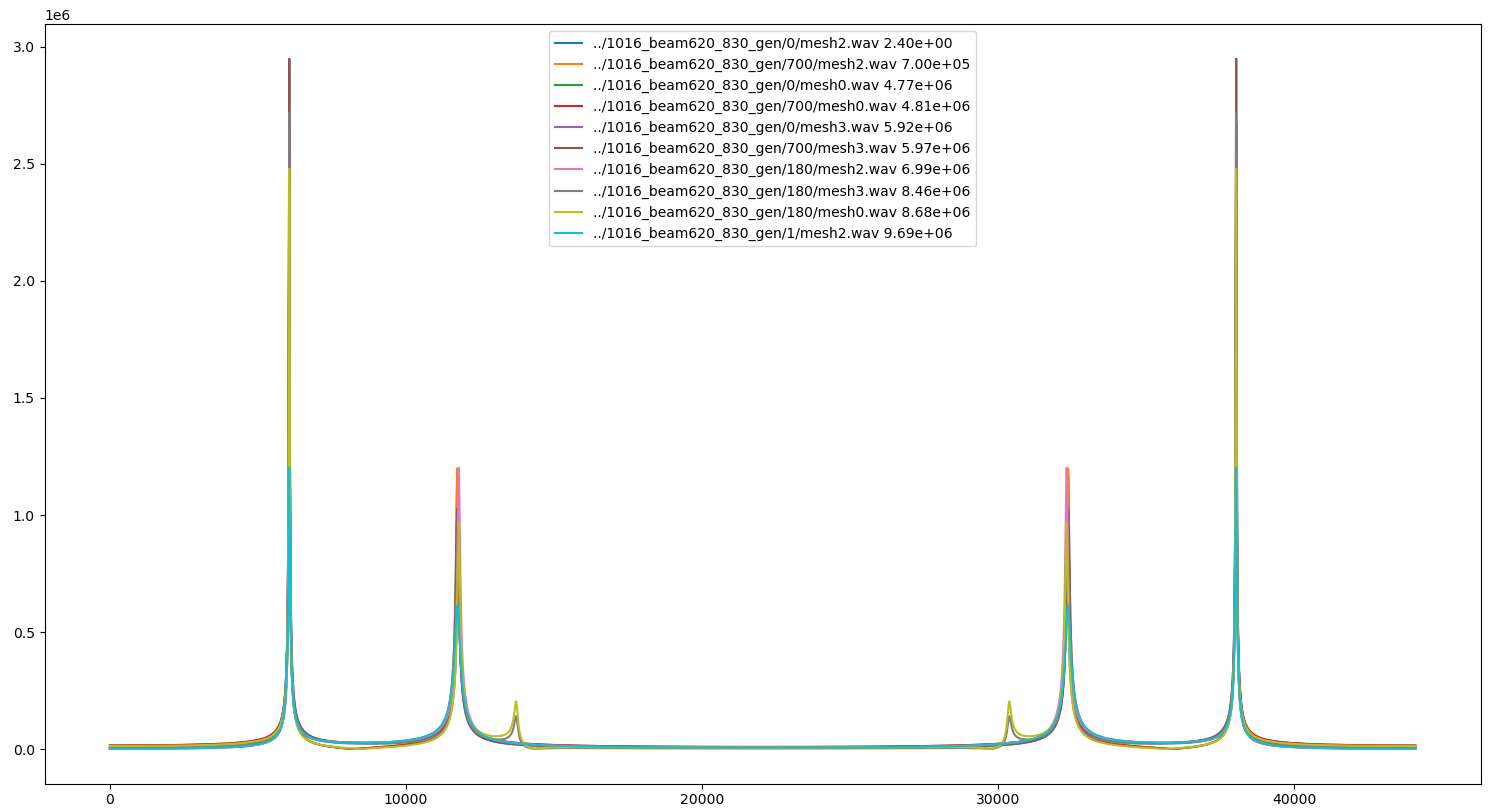 1e6
3.0
2.5
2.0
1.5
1.0
0.5
0.0
../1016_beam620_830_gen/0/mesh2.wav 2.40e+00
../1016_beam620_830_gen/700/mesh2.wav 7.00e+05
../1016_beam620_830_gen/0/mesh0.wav 4.77e+06
../1016_beam620_830_gen/700/mesh0.wav 4.81e+06
../1016_beam620_830_gen/0/mesh3.wav 5.92e+06
../1016_beam620_830_gen/700/mesh3.wav 5.97e+06
../1016_beam620_830_gen/180/mesh2.wav 6.99e+06
../1016_beam620_830_gen/180/mesh3.wav 8.46e+06
../1016_beam620_830_gen/180/mesh0.wav 8.68e+06
../1016_beam620_830_gen/1/mesh2.wav 9.69e+06
0 10000 20000 30000 40000